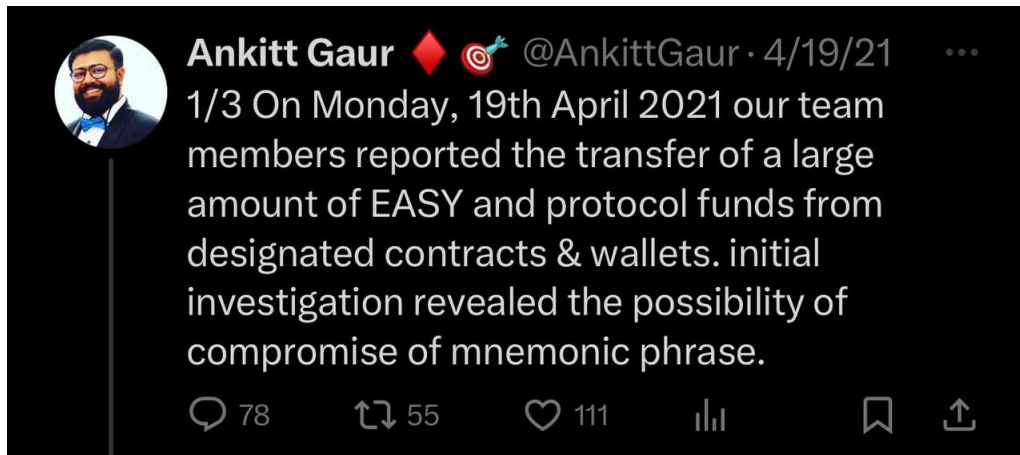 Ankitt Gaur ♦️ 🎯 @AnkittGaur · 4/19/21 ...
1/3 On Monday, 19th April 2021 our team
members reported the transfer of a large
amount of EASY and protocol funds from
designated contracts & wallets. initial
investigation revealed the possibility of
compromise of mnemonic phrase.
78 55 111